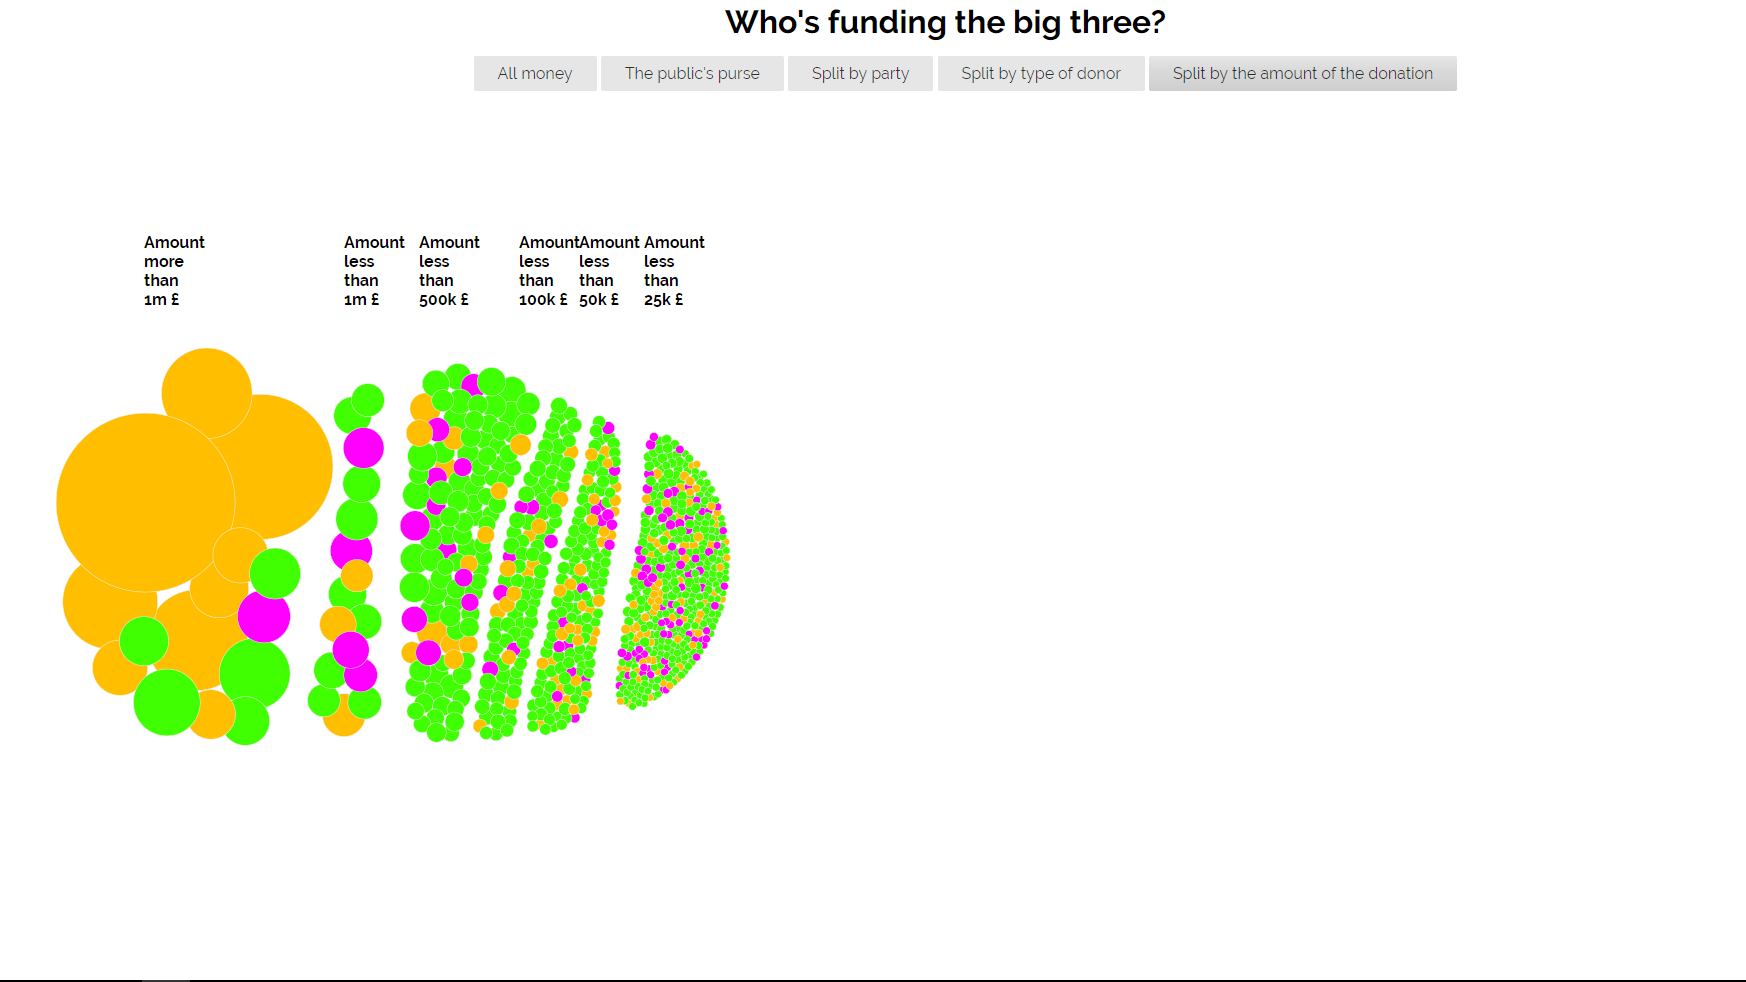 Who's funding the big three?
All money
The public's purse
Split by party
Split by type of donor
Split by the amount of the donation
Amount
more
than
1m £
Amount
less
than
1m £
Amount
less
than
500k £
Amount
less
than
100k £
Amount
less
than
50k £
Amount
less
than
25k £